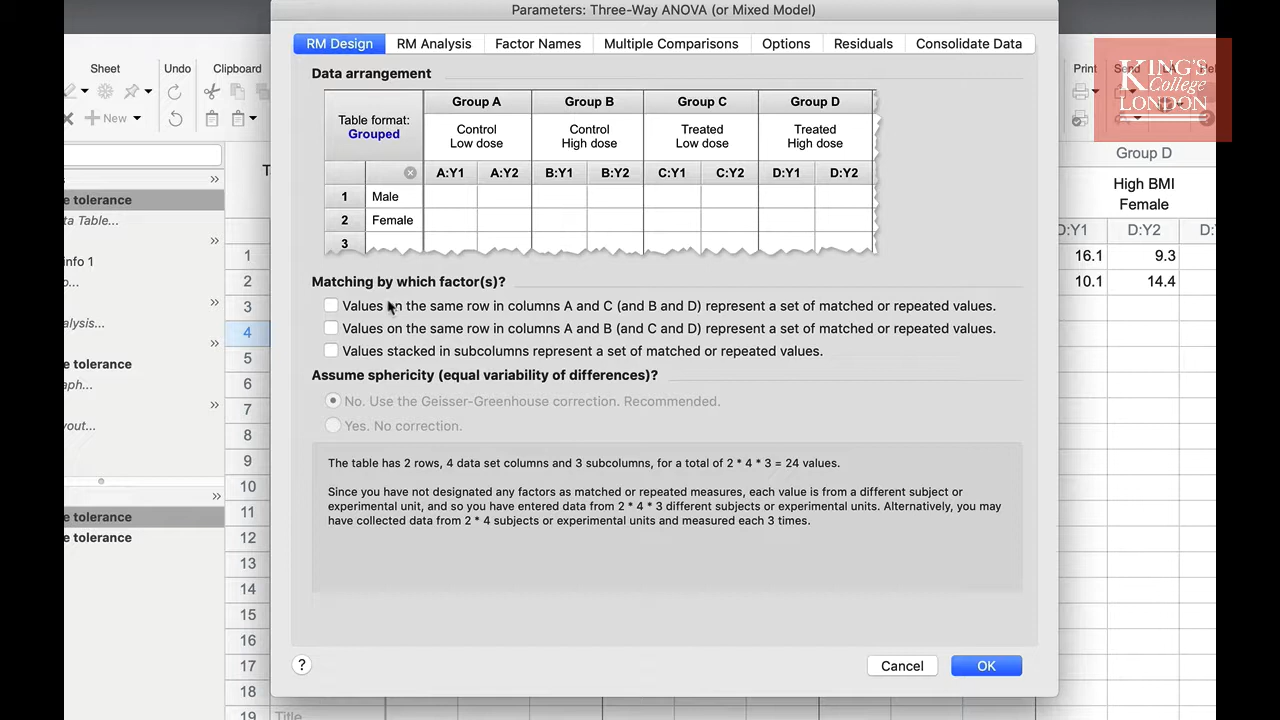 Parameters: Three-Way ANOVA (or Mixed Model)
RM Design RM Analysis Factor Names Multiple Comparisons Options Residuals Consolidate Data
Sheet Undo Clipboard
New
Print Send
KING'S
College
LONDON
Data arrangement
Table format:
Grouped
Group A Group B Group C Group D
Control
Low dose
Control
High dose
Treated
Low dose
Treated
High dose
A:Y1 A:Y2 B:Y1 B:Y2 C:Y1 C:Y2 D:Y1 D:Y2
1 Male
2 Female
3
Matching by which factor(s)?
Values on the same row in columns A and C (and B and D) represent a set of matched or repeated values.
Values on the same row in columns A and B (and C and D) represent a set of matched or repeated values.
Values stacked in subcolumns represent a set of matched or repeated values.
Assume sphericity (equal variability of differences)?
No. Use the Geisser-Greenhouse correction. Recommended.
Yes. No correction.
The table has 2 rows, 4 data set columns and 3 subcolumns, for a total of 2 * 4 * 3 = 24 values.
Since you have not designated any factors as matched or repeated measures, each value is from a different subject or
experimental unit, and so you have entered data from 2 * 4 * 3 different subjects or experimental units. Alternatively, you may
have collected data from 2 * 4 subjects or experimental units and measured each 3 times.
? Cancel OK
e tolerance
ta Table...
info 1
o...
alysis...
e tolerance
aph...
yout...
e tolerance
e tolerance
1
2
3
4
5
6
7
8
9
10
11
12
13
14
15
16
17
18
19 Title
Group D
High BMI
Female
D:Y1 D:Y2
16.1 9.3
10.1 14.4